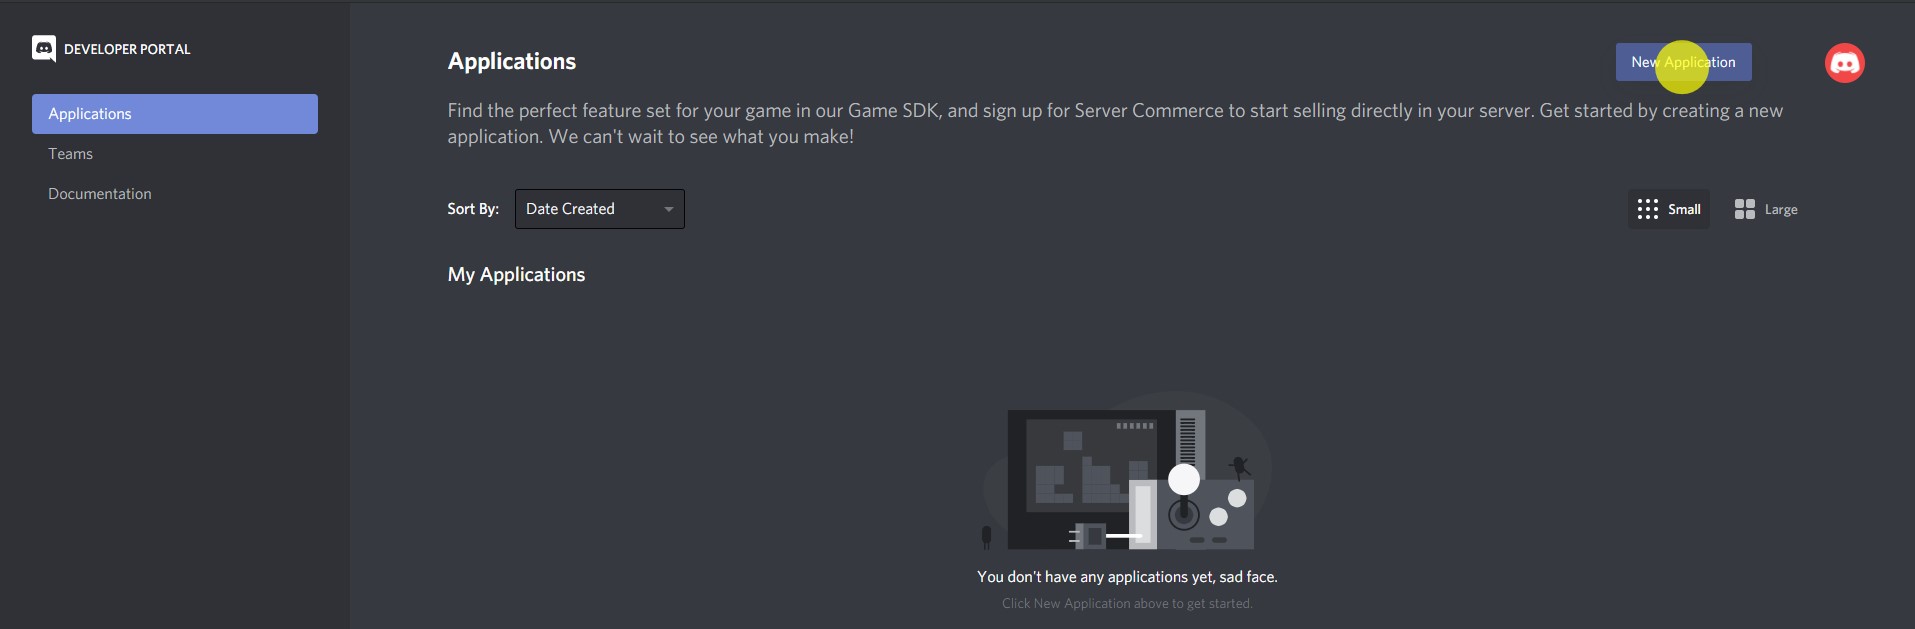 DEVELOPER PORTAL
Applications
Teams
Documentation
Applications
New Application
Find the perfect feature set for your game in our Game SDK, and sign up for Server Commerce to start selling directly in your server. Get started by creating a new
application. We can't wait to see what you make!
Sort By: Date Created
Small Large
My Applications
You don't have any applications yet, sad face.
Click New Application above to get started.